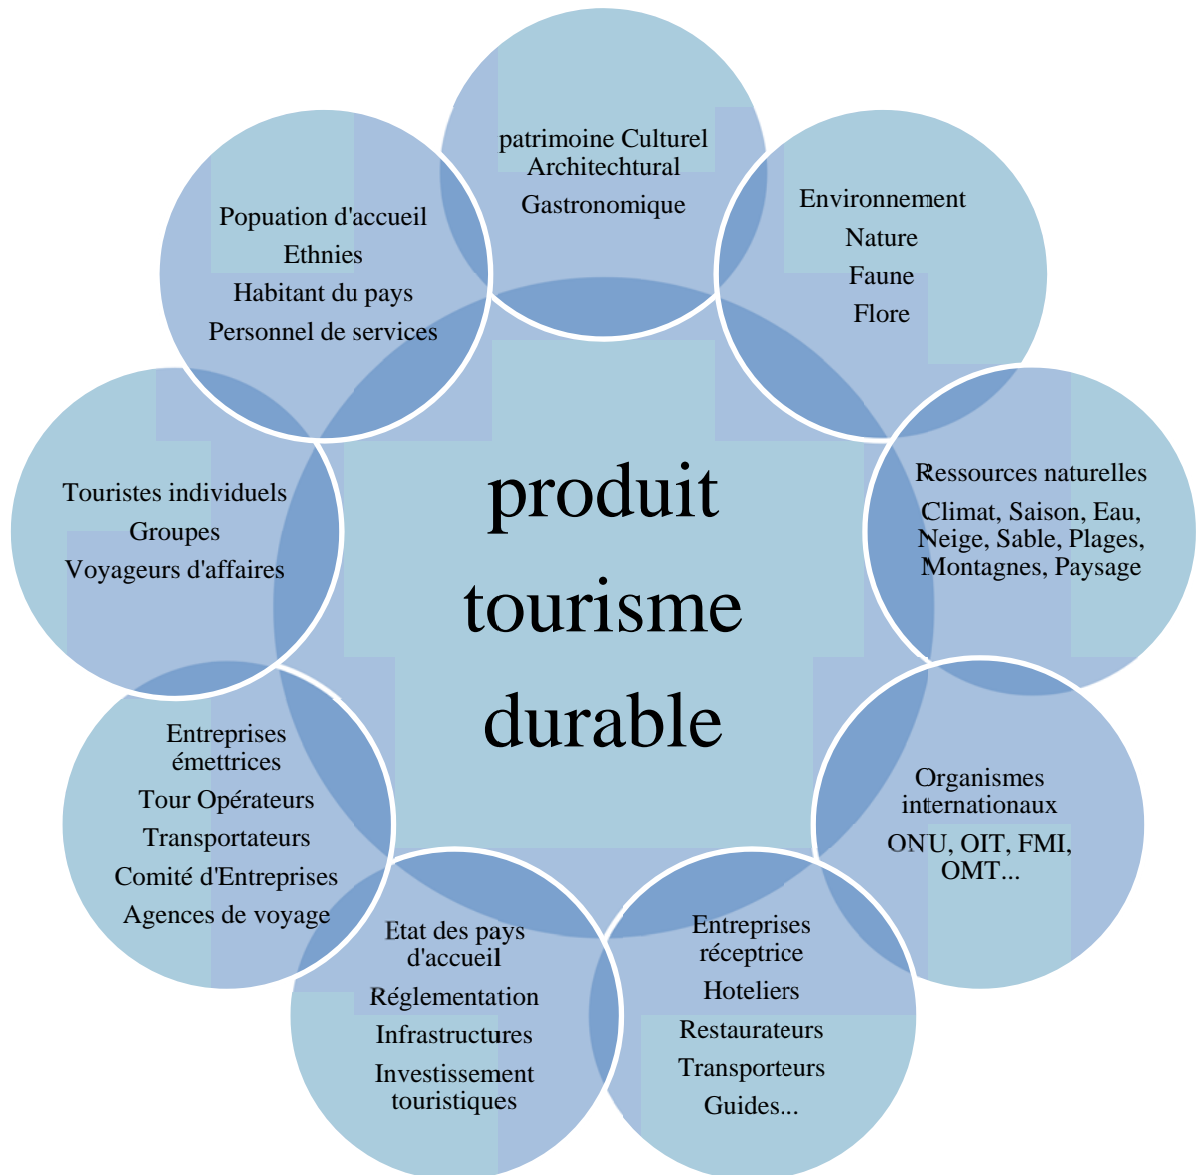 patrimoine Culturel
Architechtural
Gastronomique
Environnement
Nature
Faune
Flore
Ressources naturelles
Climat, Saison, Eau,
Neige, Sable, Plages,
Montagnes, Paysage
Organismes
internationaux
ONU, OIT, FMI,
OMT...
Entreprises
réceptrice
Hoteliers
Restaurateurs
Transporteurs
Guides...
Etat des pays
d'accueil
Réglementation
Infrastructures
Investissement
touristiques
Entreprises
émettrices
Tour Opérateurs
Transportateurs
Comité d'Entreprises
Agences de voyage
Touristes individuels
Groupes
Voyageurs d'affaires
Popuation d'accueil
Ethnies
Habitant du pays
Personnel de services
produit
tourisme
durable